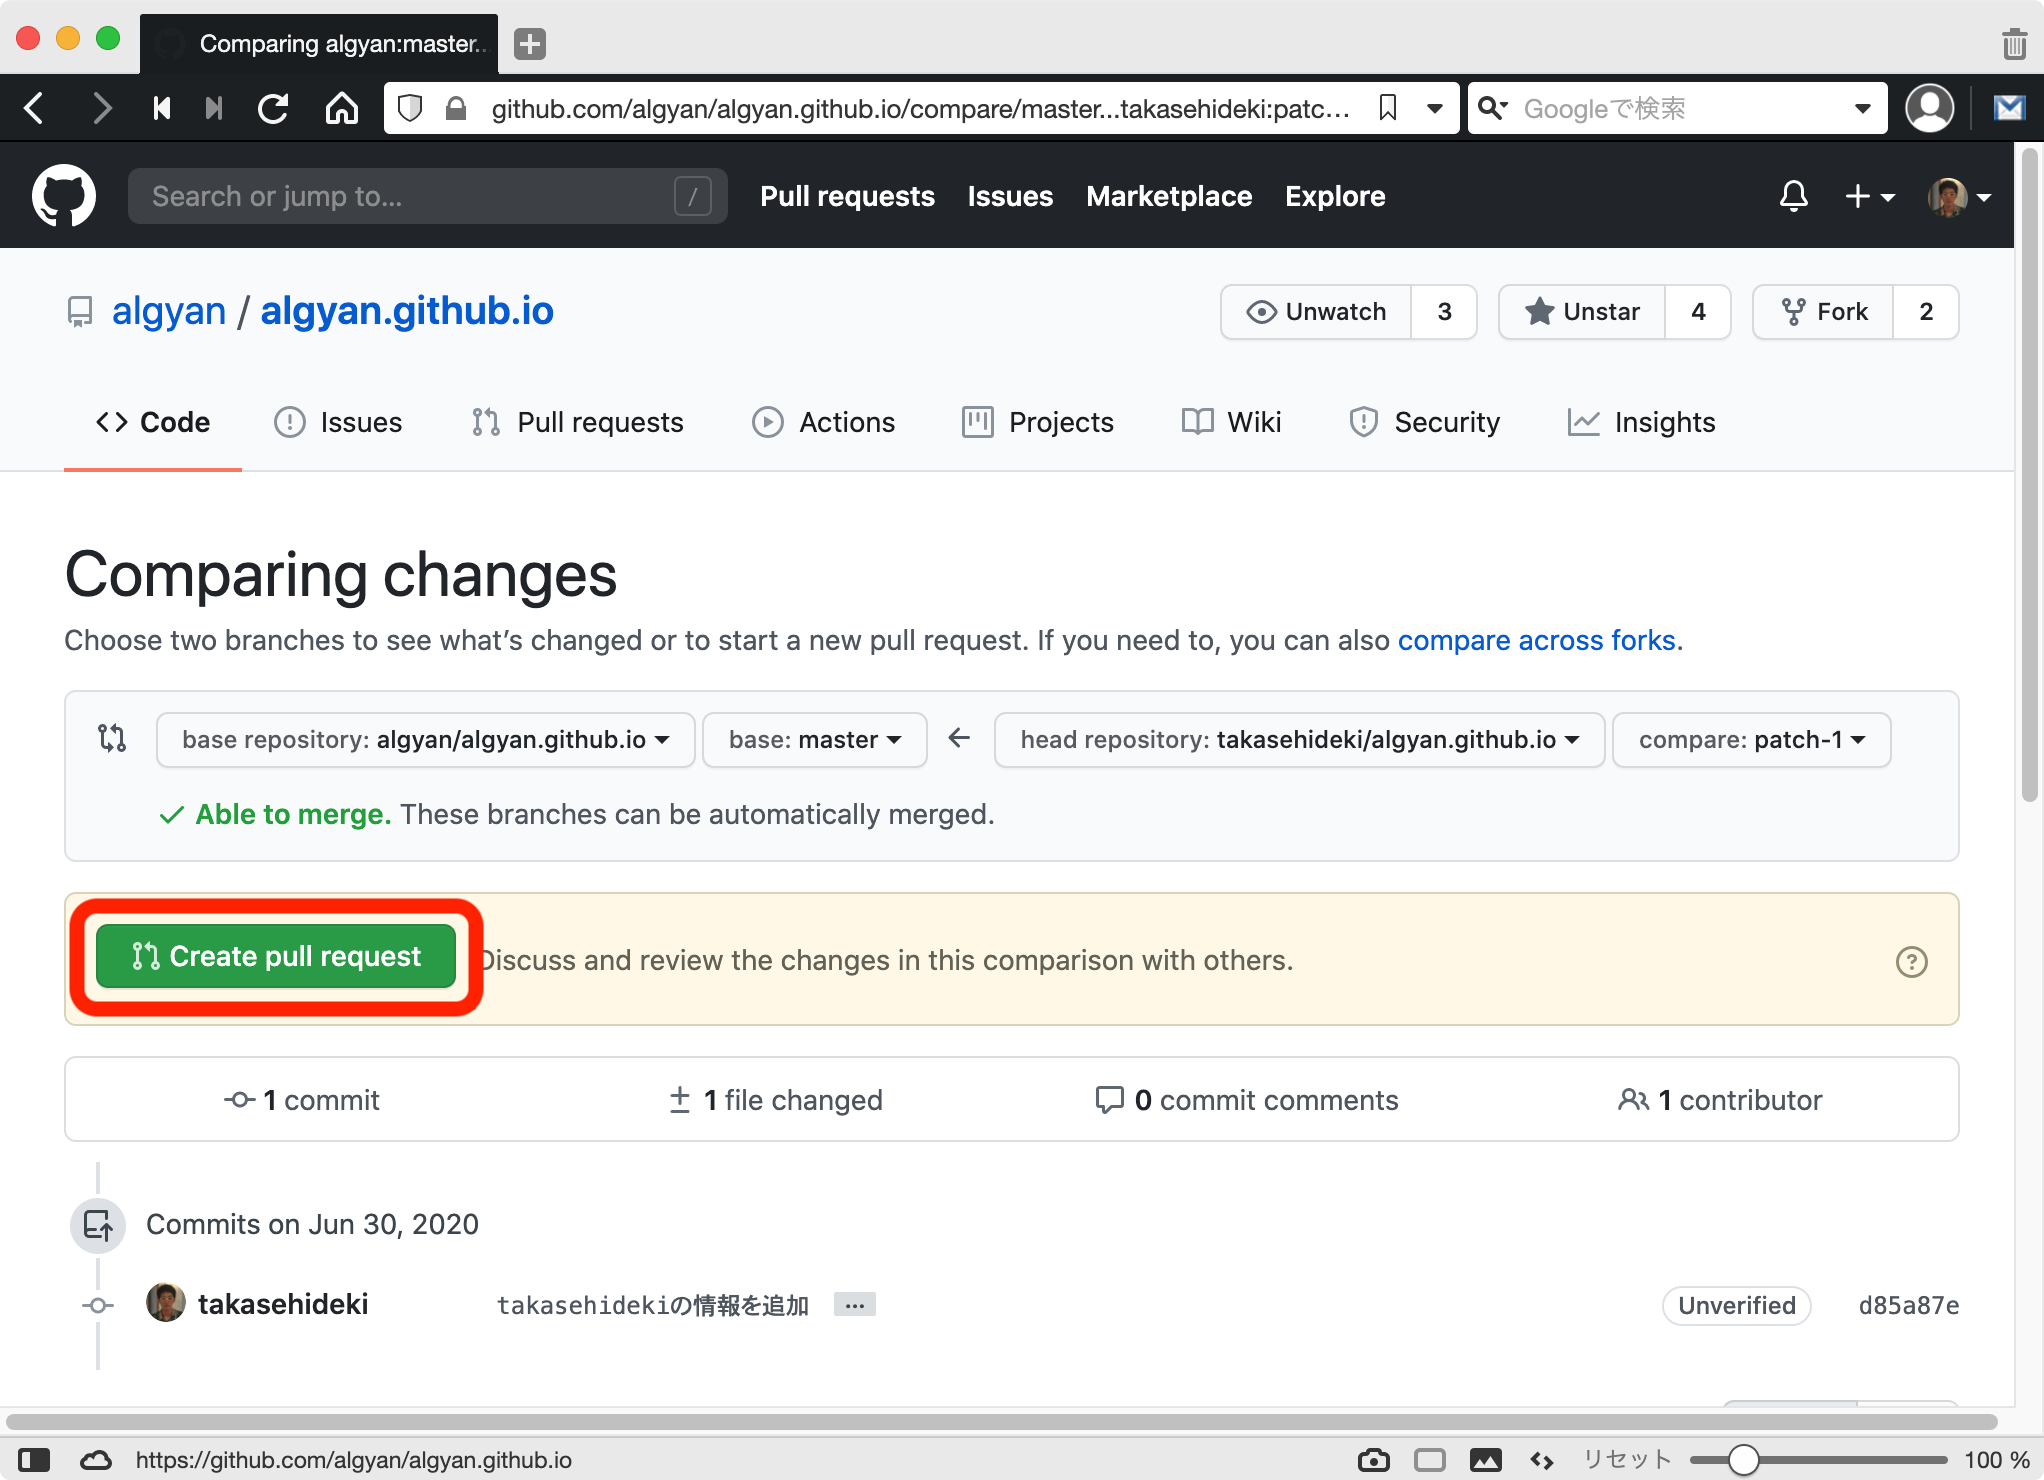 Comparing algyan:master...
github.com/algyan/algyan.github.io/compare/master...takasehideki:patc...
Googleで検索
Search or jump to...
/
Pull requests
Issues
Marketplace
Explore
algyan / algyan.github.io
Unwatch 3
Unstar 4
Fork 2
Code
Issues
Pull requests
Actions
Projects
Wiki
Security
Insights
Comparing changes
Choose two branches to see what’s changed or to start a new pull request. If you need to, you can also compare across forks.
base repository: algyan/algyan.github.io
base: master
head repository: takasehideki/algyan.github.io
compare: patch-1
Able to merge. These branches can be automatically merged.
Create pull request
Discuss and review the changes in this comparison with others.
1 commit
1 file changed
0 commit comments
1 contributor
Commits on Jun 30, 2020
takasehideki
takasehidekiの情報を追加
...
Unverified
d85a87e
https://github.com/algyan/algyan.github.io
リセット
100 %